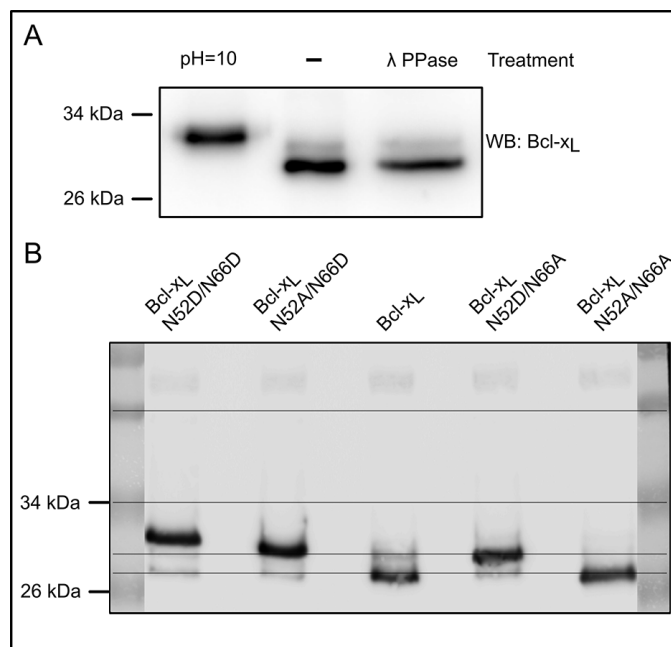 A
pH=10 – λ PPase Treatment
34 kDa
WB: Bcl-xL
26 kDa
B
Bcl-xL
N52D/N66D
Bcl-xL
N52A/N66D
Bcl-xL
Bcl-xL
N52D/N66A
Bcl-xL
N52A/N66A
34 kDa
26 kDa